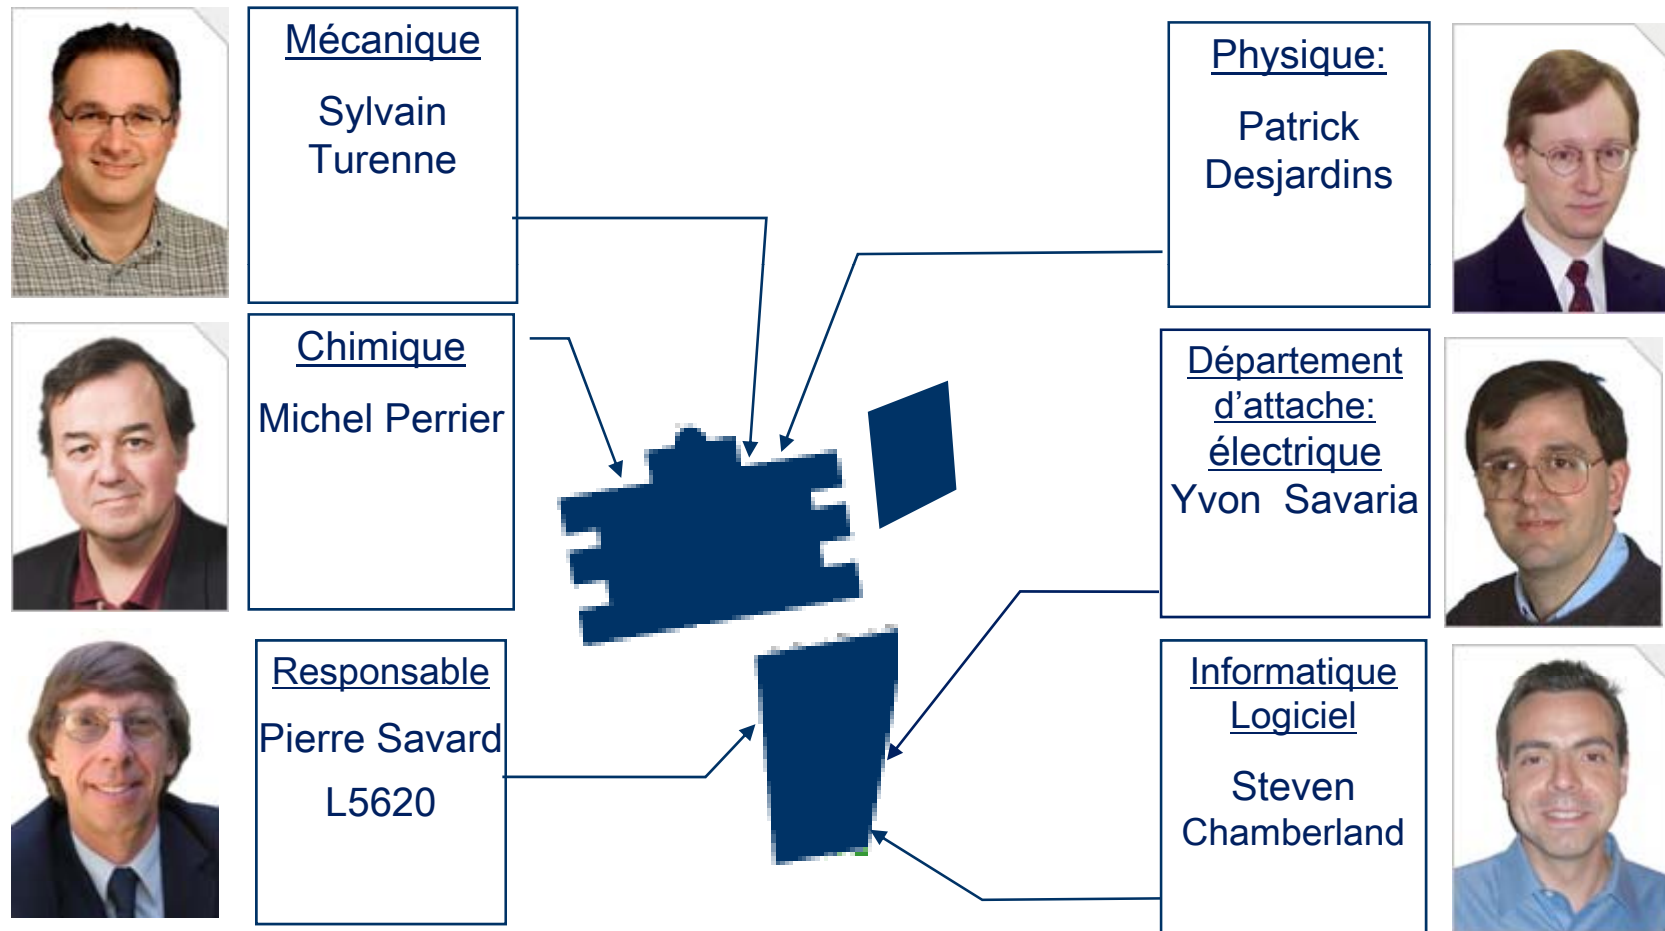 Mécanique
Sylvain
Turenne
Physique:
Patrick
Desjardins
Chimique
Michel Perrier
Département
d'attache:
électrique
Yvon Savaria
Responsable
Pierre Savard
L5620
Informatique
Logiciel
Steven
Chamberland